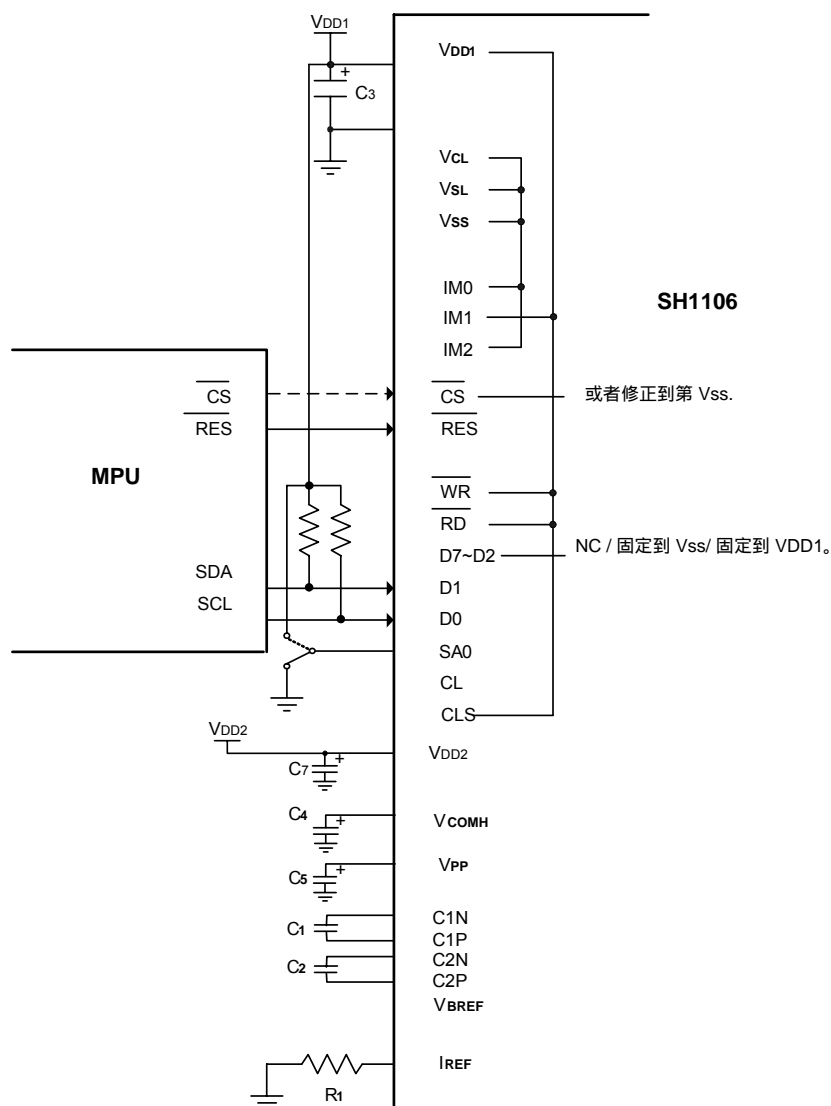 VDD1
C3
VDD1
VCL
VSL
VSS
IM0
IM1
IM2
SH1106
MPU
CS
RES
SDA
SCL
CS
或者修正到第 Vss.
RES
WR
RD
D7~D2
NC / 固定到 Vss/ 固定到 VDD1。
D1
D0
SA0
CL
CLS
VDD2
VDD2
C7
C4
VCOMH
C5
VPP
C1
C1N
C1P
C2
C2N
C2P
VBREF
R1
IREF